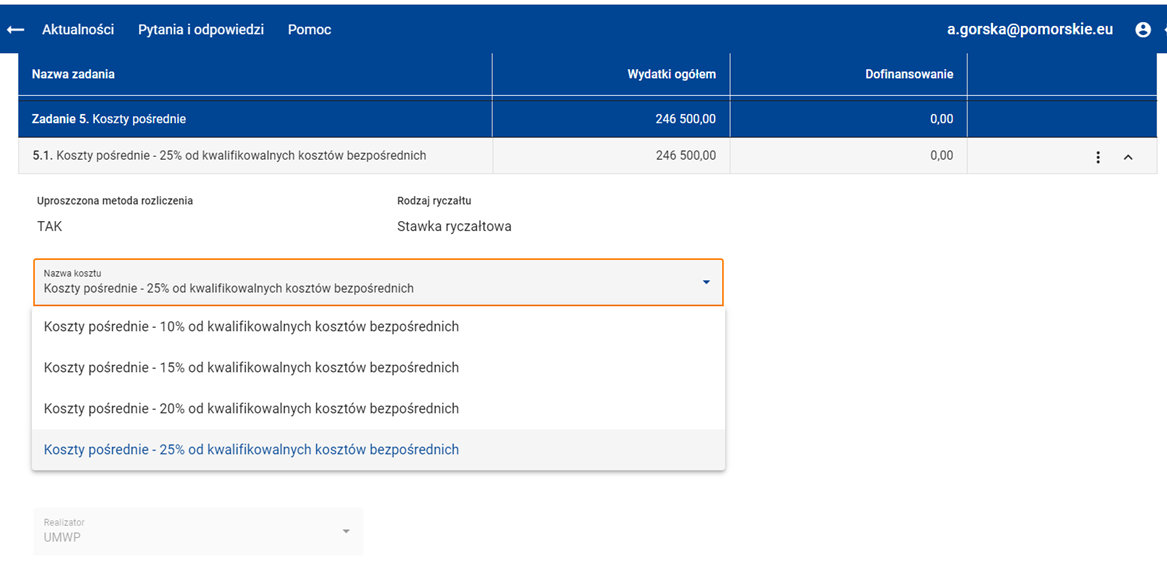 Aktualności Pytania i odpowiedzi Pomoc a.gorska@pomorskie.eu
Nazwa zadania Wydatki ogółem Dofinansowanie
Zadanie 5. Koszty pośrednie 246 500,00 0,00
5.1. Koszty pośrednie - 25% od kwalifikowalnych kosztów bezpośrednich 246 500,00 0,00
Uproszczona metoda rozliczenia Rodzaj ryczałtu
TAK Stawka ryczałtowa
Nazwa kosztu
Koszty pośrednie - 25% od kwalifikowalnych kosztów bezpośrednich
Koszty pośrednie - 10% od kwalifikowalnych kosztów bezpośrednich
Koszty pośrednie - 15% od kwalifikowalnych kosztów bezpośrednich
Koszty pośrednie - 20% od kwalifikowalnych kosztów bezpośrednich
Koszty pośrednie - 25% od kwalifikowalnych kosztów bezpośrednich
Realizator
UMWP